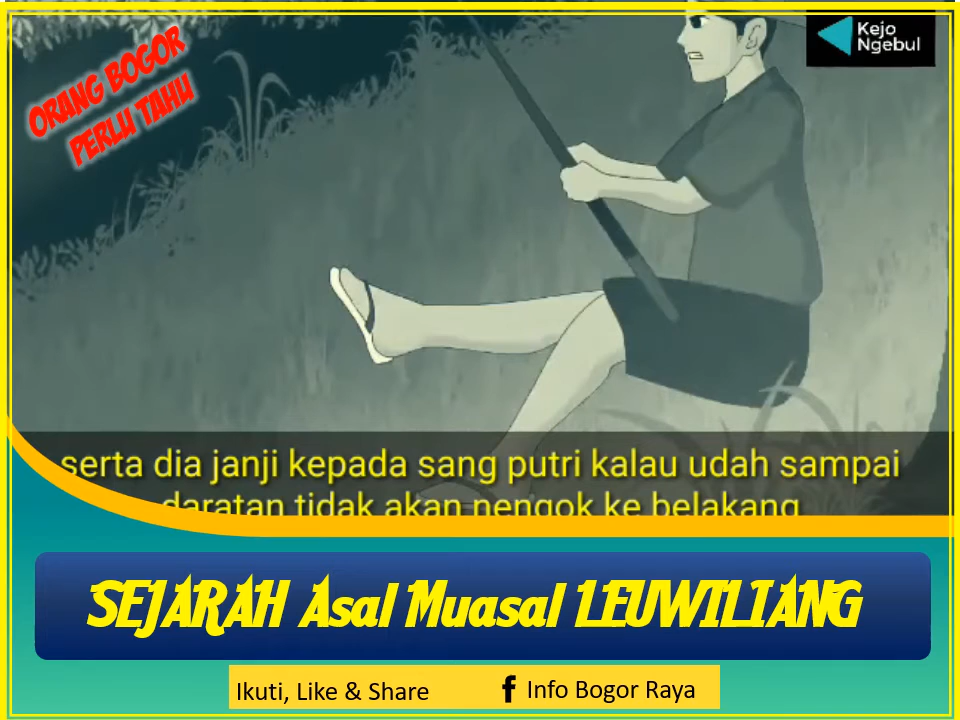 ORANG BOGOR
PERLU TAHU
Kejo
Ngebul
serta dia janji kepada sang putri kalau udah sampai
daratan tidak akan nengok ke belakang
SEJARAH Asal Muasal LEUWILIANG
Ikuti, Like & Share
f Info Bogor Raya